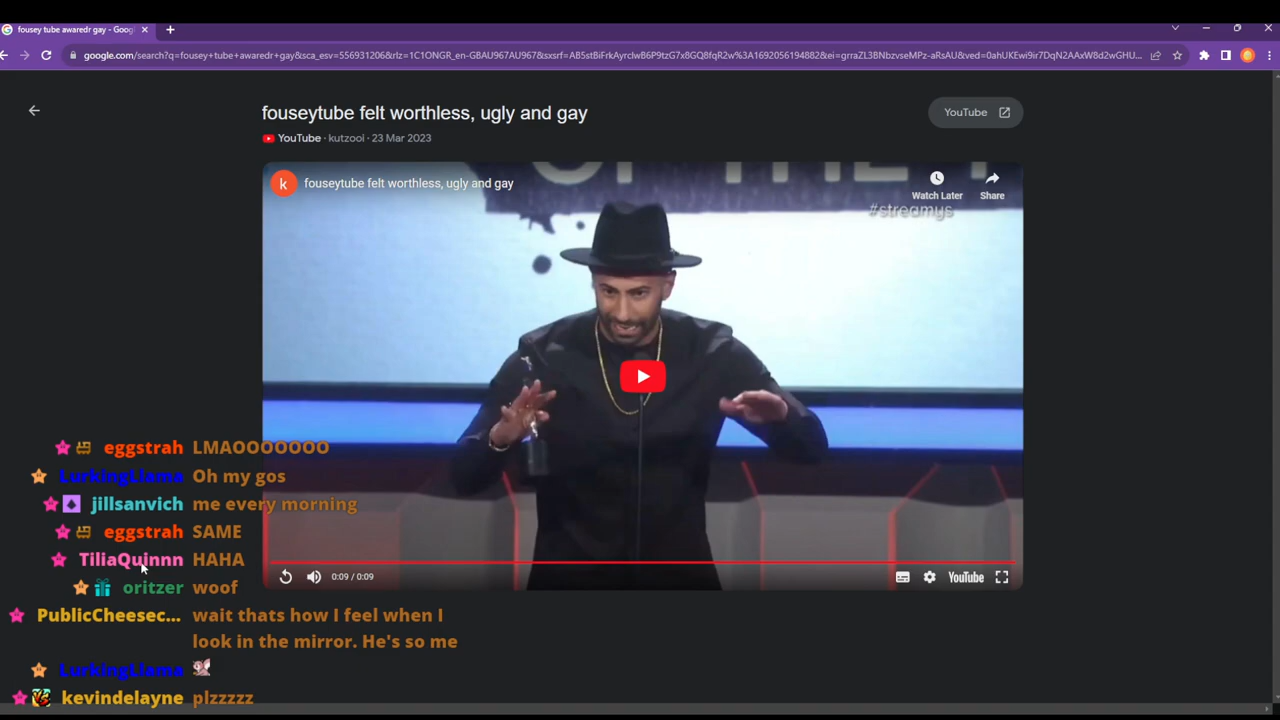 fousey tube awaredr gay - Goog
google.com/search?q=fousey+tube+awaredr+gay&sca_esv=556931206&rlz=1C1ONGR_en-GBAU967AU967&sxsrf=AB5stBiFrkAyrclwB6P9tzG7x8GQ8fqR2w%3A1692056194882&ei=grraZL3BNbzvseMPz-aRsAU&ved=0ahUKEwi9ir7DqN2AAxW8d2wGHU...
fouseytube felt worthless, ugly and gay
YouTube
YouTube · kutzooi · 23 Mar 2023
OF THE
k
fouseytube felt worthless, ugly and gay
Watch Later
Share
#streamys
eggstrah LMAOOOOOOO
LurkingLlama Oh my gos
jillsanvich me every morning
eggstrah SAME
TiliaQuinnn HAHA
0:09 / 0:09
YouTube
oritzer woof
PublicCheesec... wait thats how I feel when I
look in the mirror. He's so me
LurkingLlama
kevindelayne plzzzzz